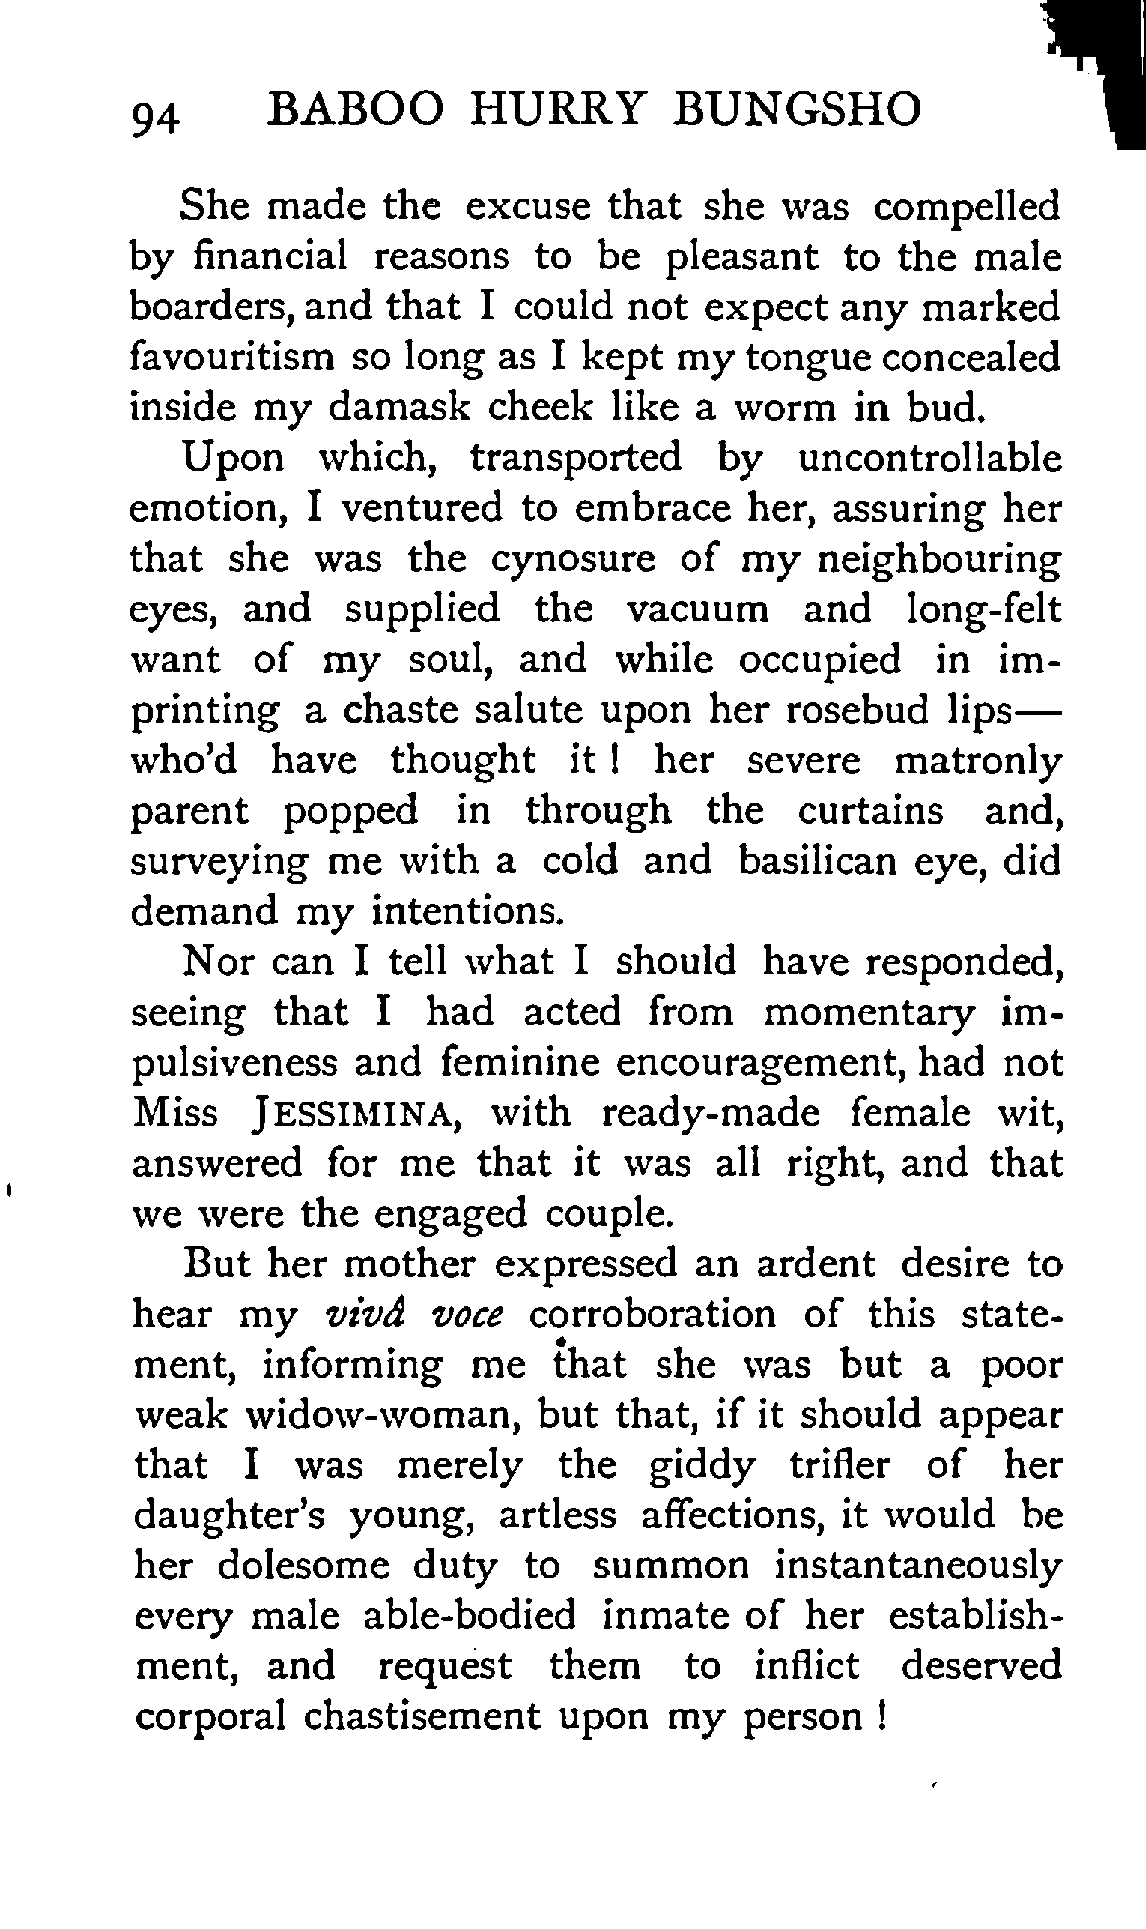 94 BABOO HURRY BUNGSHO
She made the excuse that she was compelled
by financial reasons to be pleasant to the male
boarders, and that I could not expect any marked
favouritism so long as I kept my tongue concealed
inside my damask cheek like a worm in bud.
Upon which, transported by uncontrollable
emotion, I ventured to embrace her, assuring her
that she was the cynosure of my neighbouring
eyes, and supplied the vacuum and long-felt
want of my soul, and while occupied in im-
printing a chaste salute upon her rosebud lips—
who'd have thought it ! her severe matronly
parent popped in through the curtains and,
surveying me with a cold and basilican eye, did
demand my intentions.
Nor can I tell what I should have responded,
seeing that I had acted from momentary im-
pulsiveness and feminine encouragement, had not
Miss JESSIMINA, with ready-made female wit,
answered for me that it was all right, and that
we were the engaged couple.
But her mother expressed an ardent desire to
hear my vivâ voce corroboration of this state-
ment, informing me that she was but a poor
weak widow-woman, but that, if it should appear
that I was merely the giddy trifler of her
daughter's young, artless affections, it would be
her dolesome duty to summon instantaneously
every male able-bodied inmate of her establish-
ment, and request them to inflict deserved
corporal chastisement upon my person !